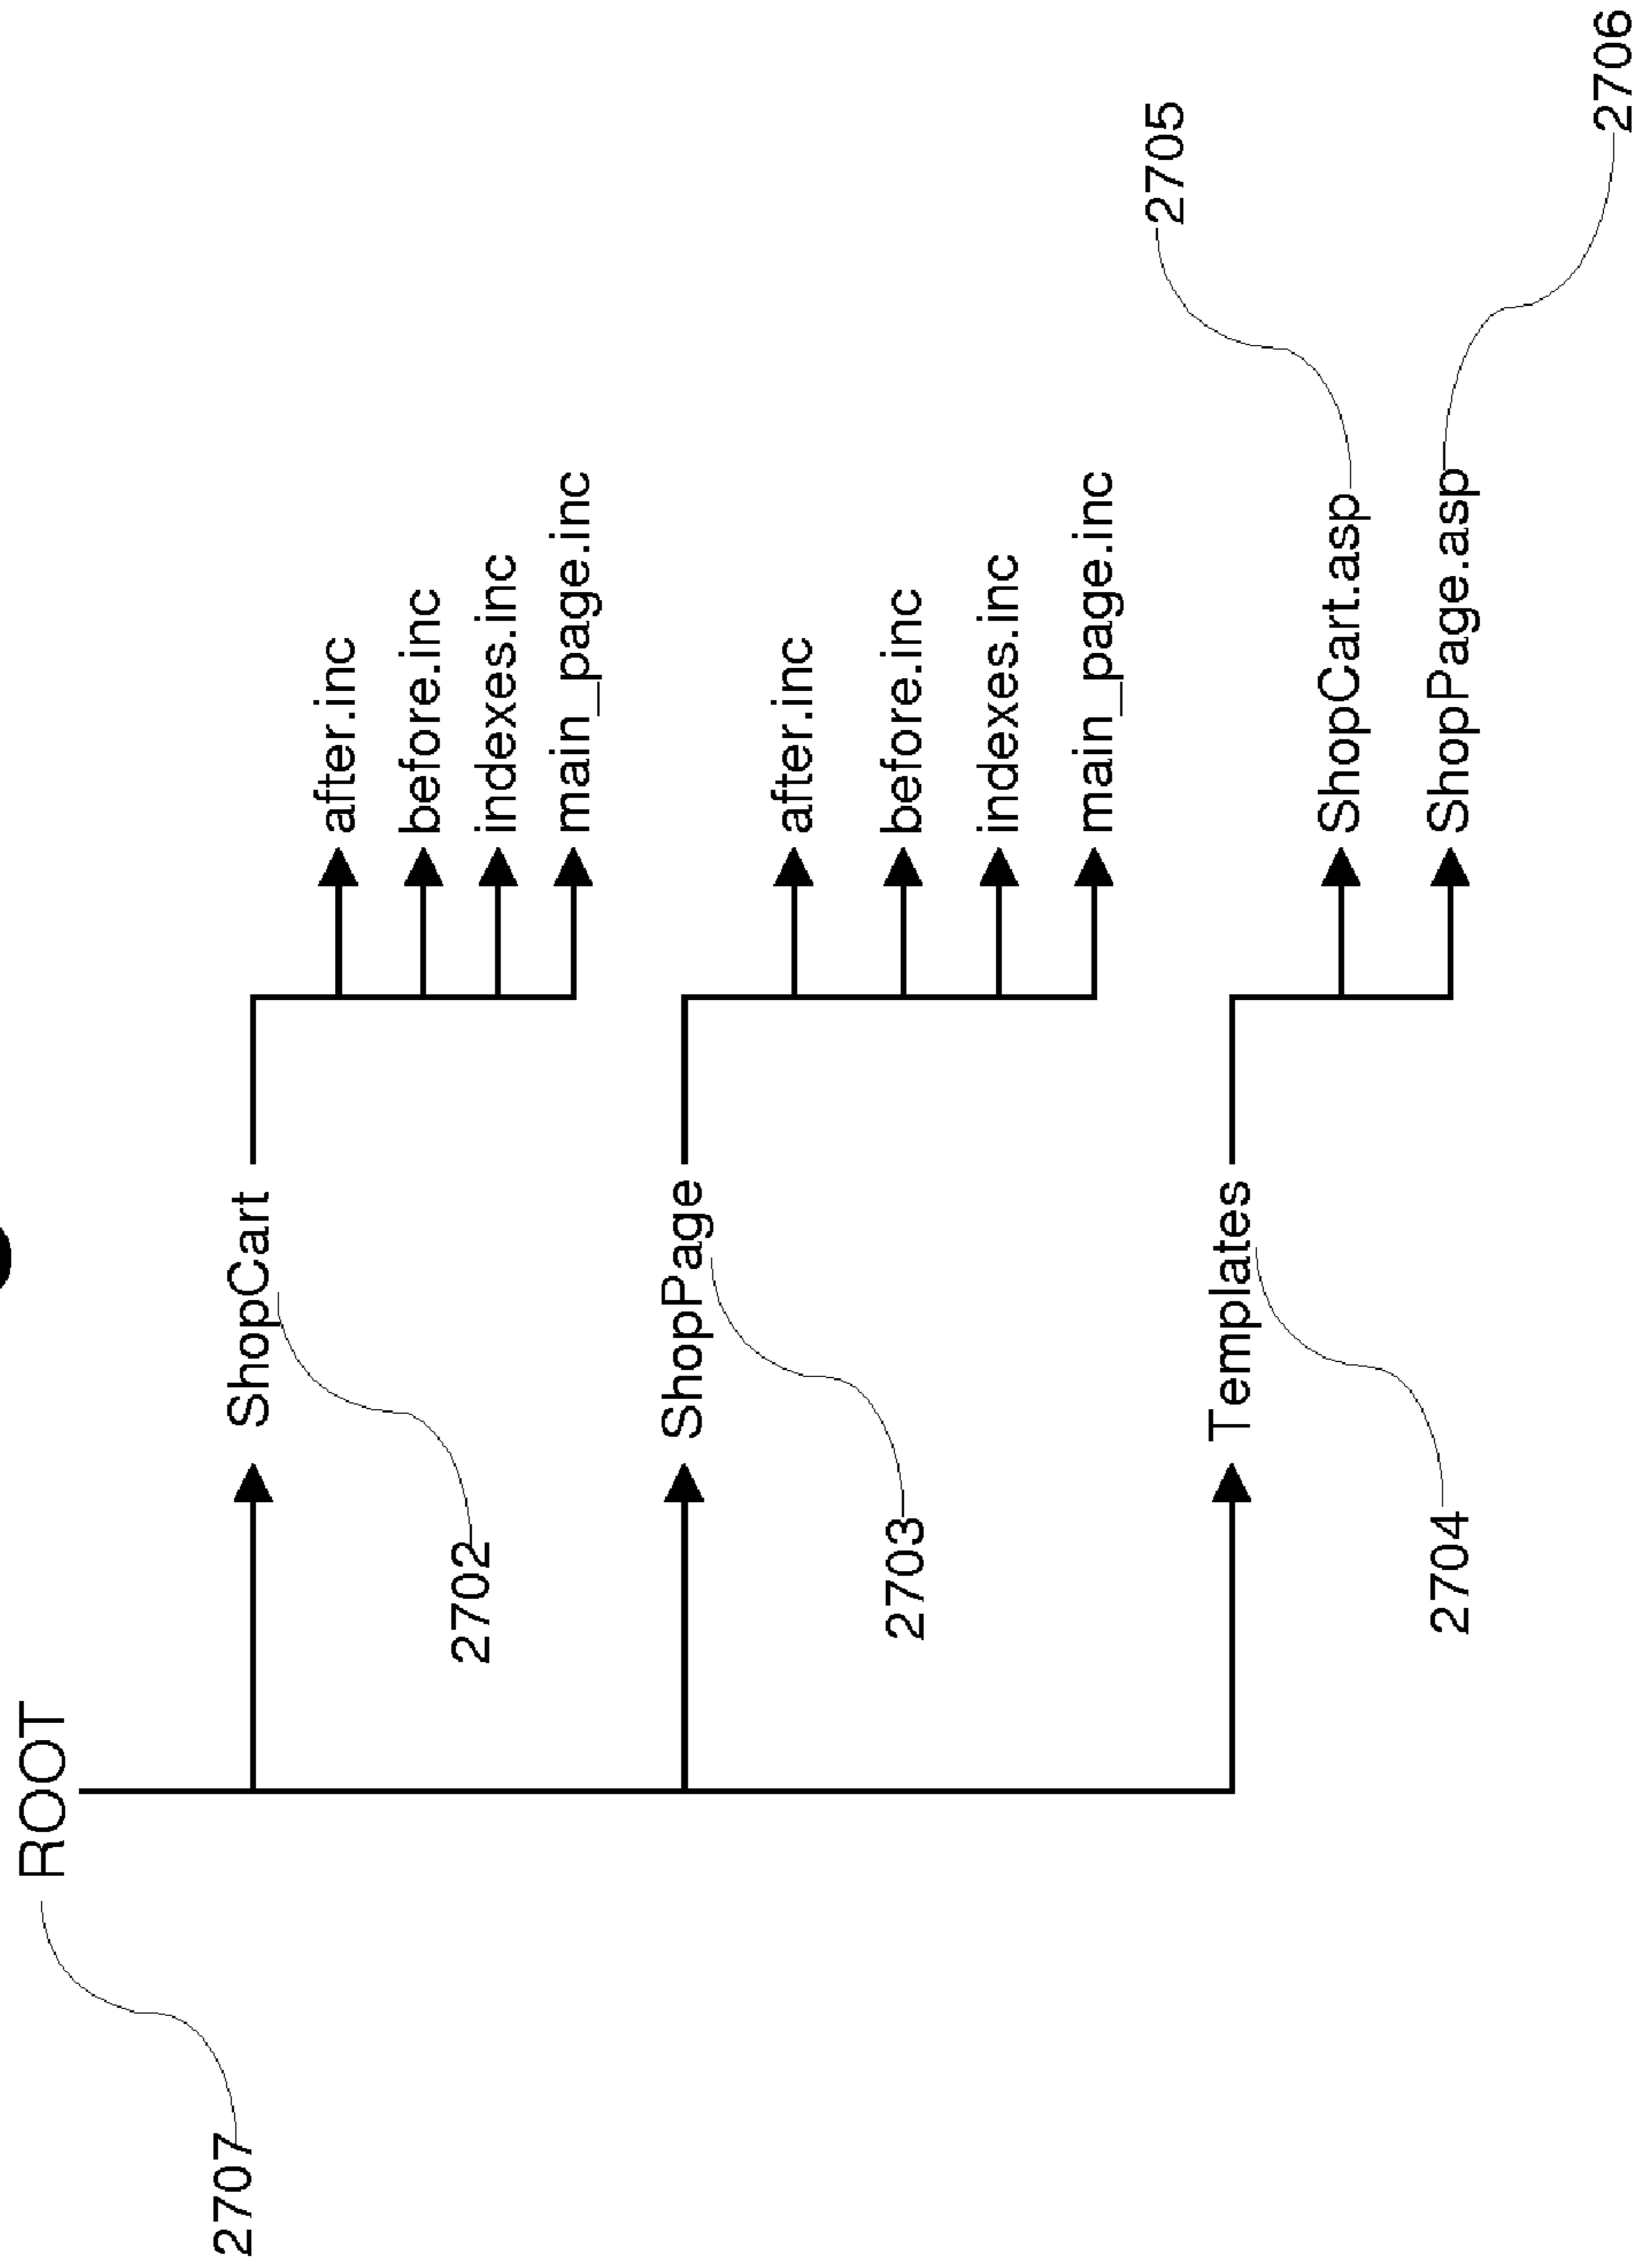 ROOT
2707
ShopCart
2702
after.inc
before.inc
indexes.inc
main_page.inc
ShopPage
2703
after.inc
before.inc
indexes.inc
main_page.inc
Templates
2704
ShopCart.asp
2705
ShopPage.asp
2706